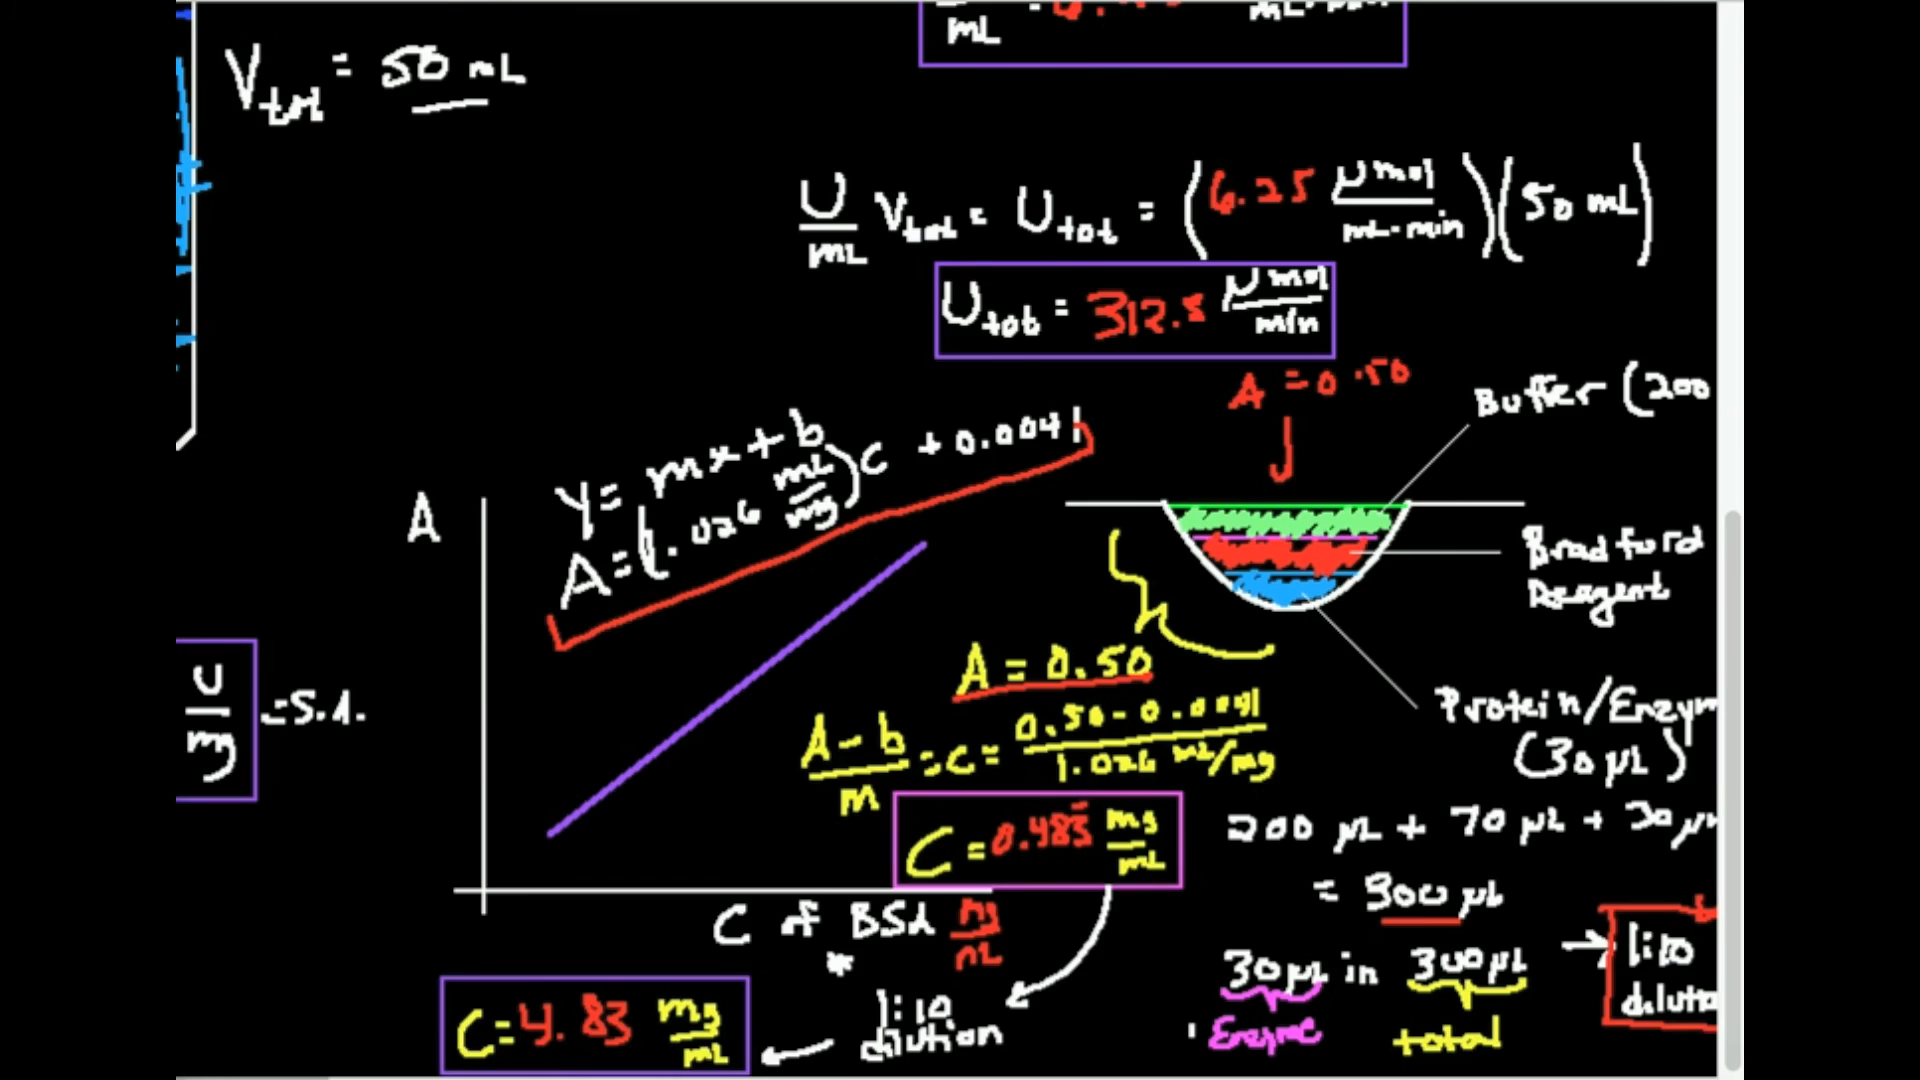 mL
mL·min
V_tot = 50 mL
U/mL V_tot = U_tot = (6.25 μmol/mL·min)(50 mL)
U_tot = 312.5 μmol/min
A = 0.50
Buffer (200
y = mx + b
A = (1.026 mL/mg)C + 0.0041
A
Bradford
Reagent
A = 0.50
U/mg = S.A.
Protein/Enzym
(30 μL)
A - b/m = C = 0.50 - 0.0041/1.026 mL/mg
C = 0.483 mg/mL
200 μL + 70 μL + 30 μL
= 300 μL
C of BSA mg/mL
*
30 μL in 300 μL → 1:10
diluti
Enzyme
total
1:10
dilution
C = 4.83 mg/mL